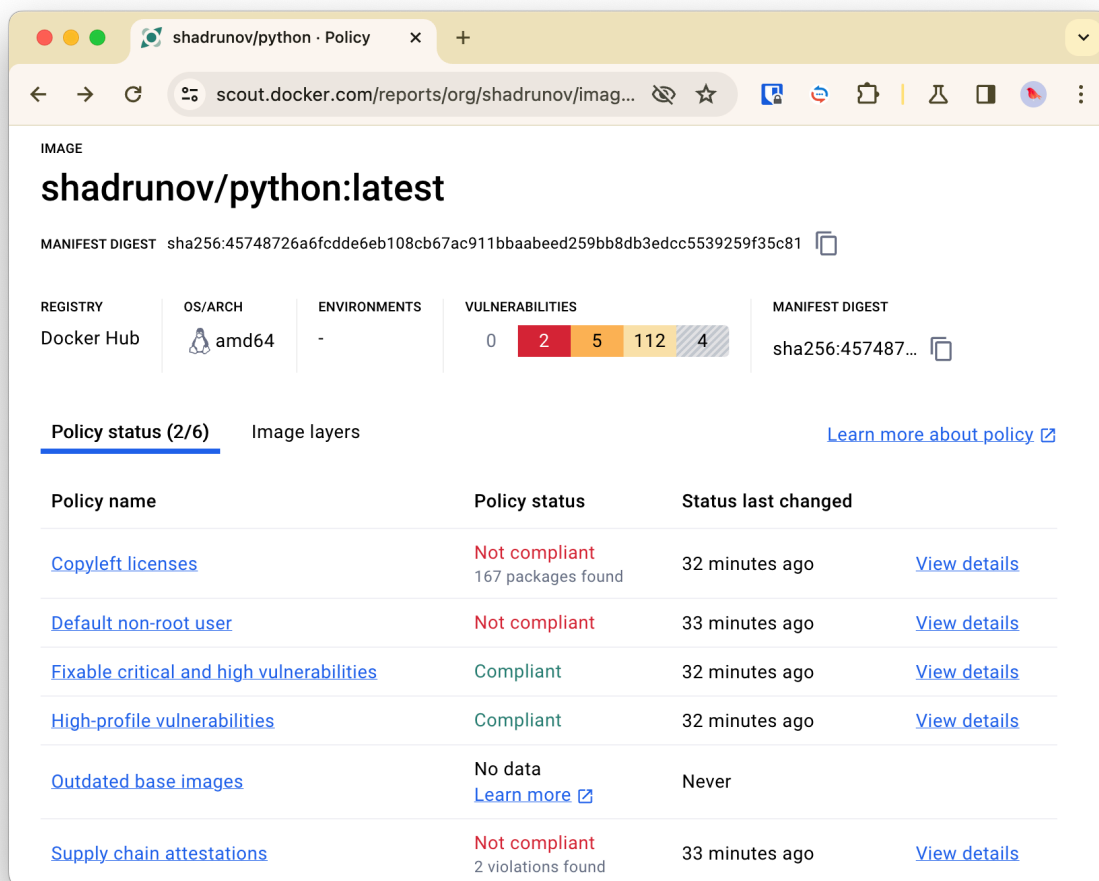 shadrunov/python · Policy
scout.docker.com/reports/org/shadrunov/imag...
IMAGE
shadrunov/python:latest
MANIFEST DIGEST sha256:45748726a6fcdde6eb108cb67ac911bbaabeed259bb8db3edcc5539259f35c81
REGISTRY OS/ARCH ENVIRONMENTS VULNERABILITIES MANIFEST DIGEST
Docker Hub amd64 - 0 2 5 112 4 sha256:457487...
Policy status (2/6) Image layers Learn more about policy
Policy name Policy status Status last changed
Copyleft licenses Not compliant 32 minutes ago View details
167 packages found
Default non-root user Not compliant 33 minutes ago View details
Fixable critical and high vulnerabilities Compliant 32 minutes ago View details
High-profile vulnerabilities Compliant 32 minutes ago View details
Outdated base images No data Never
Learn more
Supply chain attestations Not compliant 33 minutes ago View details
2 violations found